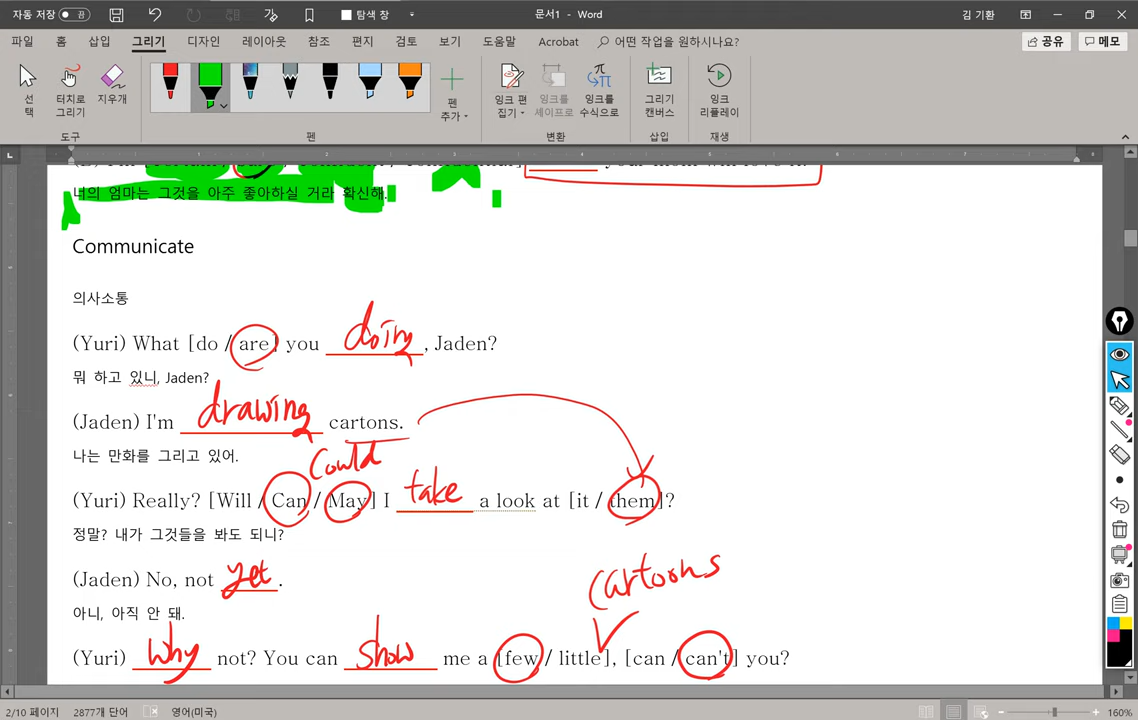 자동 저장 끔 탐색 창 문서1 - Word 김 기환
파일 홈 삽입 그리기 디자인 레이아웃 참조 편지 검토 보기 도움말 Acrobat 어떤 작업을 원하시나요? 공유 메모
선택 터치로 그리기 지우개 펜 추가 잉크 편집기 잉크를 셰이프로 잉크를 수식으로 그리기 캔버스 잉크 리플레이
도구 펜 변환 삽입 재생
너의 엄마는 그것을 아주 좋아하실 거라 확신해.
Communicate
의사소통
(Yuri) What [do / are] you doing, Jaden?
뭐 하고 있니, Jaden?
(Jaden) I'm drawing cartons.
나는 만화를 그리고 있어.
Could
(Yuri) Really? [Will / Can / May] I take a look at [it / them]?
정말? 내가 그것들을 봐도 되니?
cartoons
(Jaden) No, not yet.
아니, 아직 안 돼.
(Yuri) why not? You can show me a [few / little], [can / can't] you?
2/10 페이지 2877개 단어 영어(미국) 160%